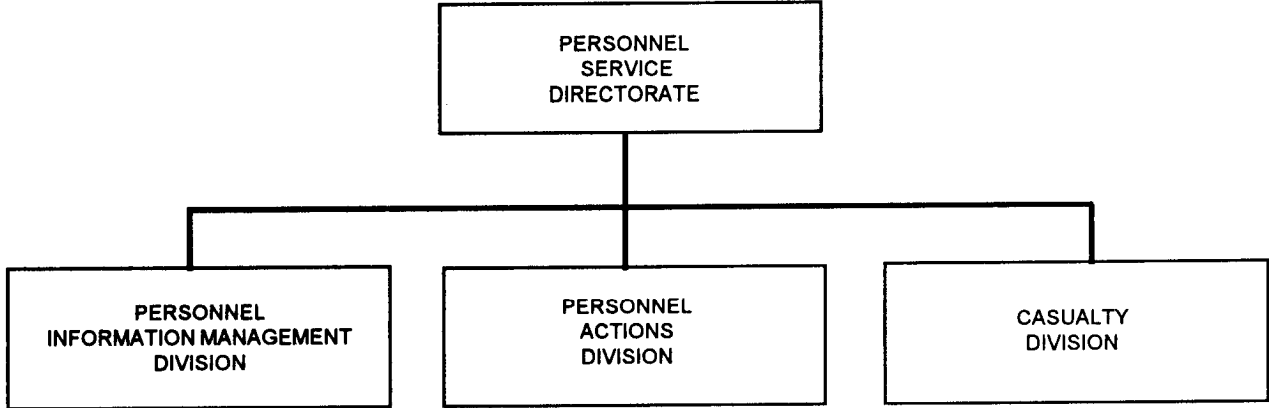 PERSONNEL
SERVICE
DIRECTORATE
PERSONNEL
INFORMATION MANAGEMENT
DIVISION
PERSONNEL
ACTIONS
DIVISION
CASUALTY
DIVISION